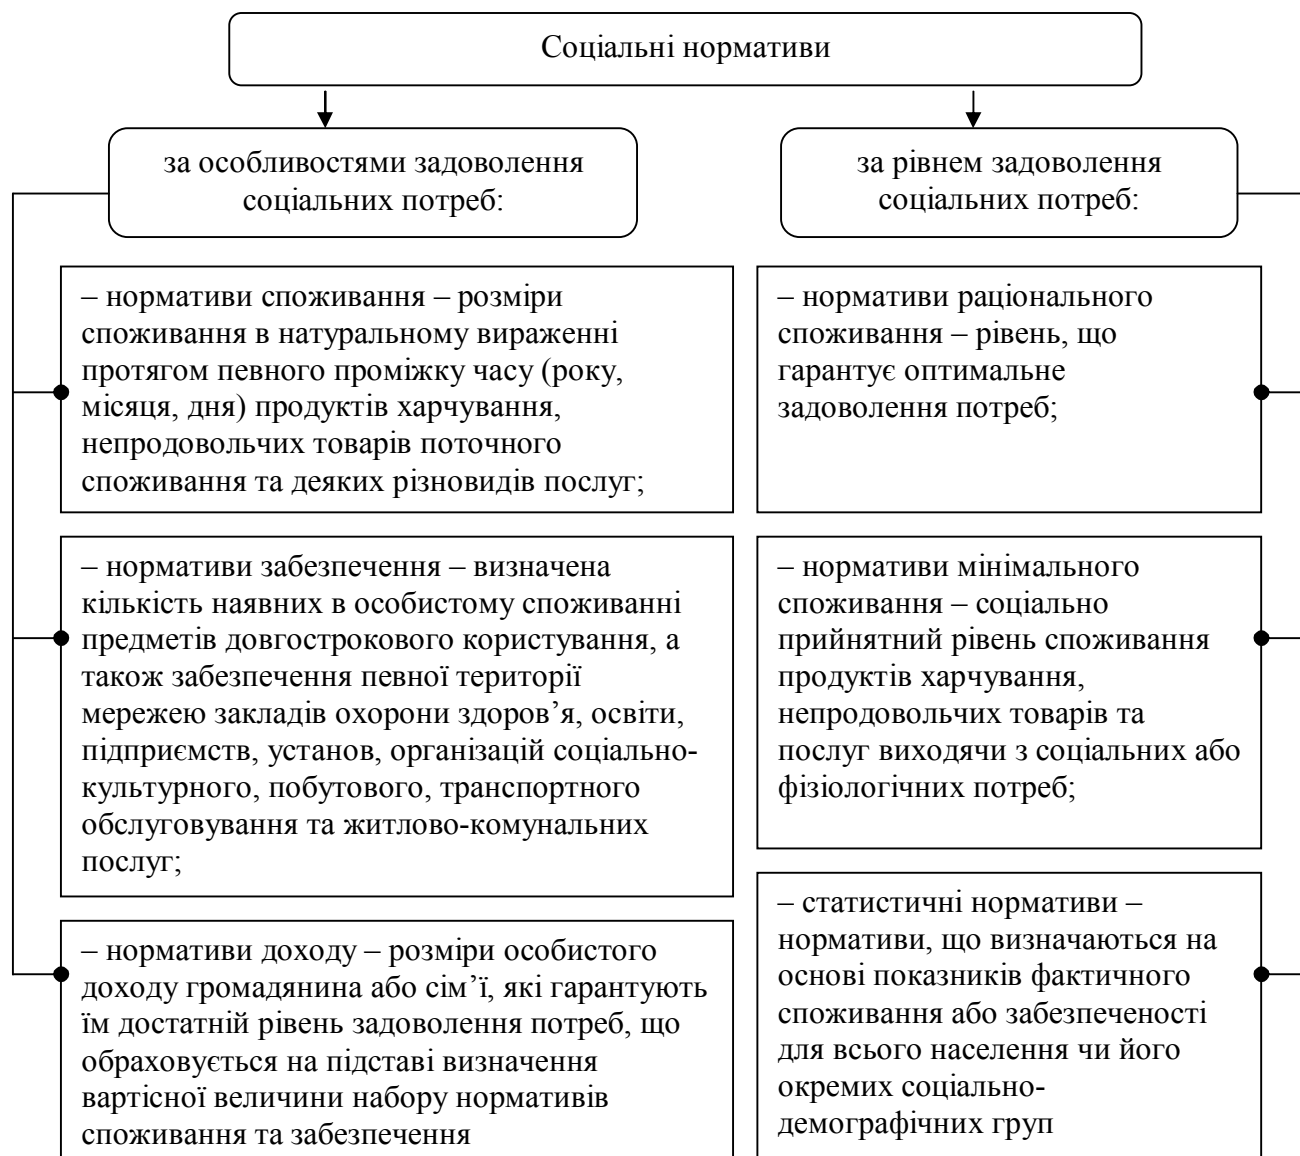 Соціальні нормативи
за особливостями задоволення
соціальних потреб:
– нормативи споживання – розміри
споживання в натуральному вираженні
протягом певного проміжку часу (року,
місяця, дня) продуктів харчування,
непродовольчих товарів поточного
споживання та деяких різновидів послуг;
– нормативи забезпечення – визначена
кількість наявних в особистому споживанні
предметів довгострокового користування, а
також забезпечення певної території
мережею закладів охорони здоров’я, освіти,
підприємств, установ, організацій соціально-
культурного, побутового, транспортного
обслуговування та житлово-комунальних
послуг;
– нормативи доходу – розміри особистого
доходу громадянина або сім’ї, які гарантують
їм достатній рівень задоволення потреб, що
обраховується на підставі визначення
вартісної величини набору нормативів
споживання та забезпечення
за рівнем задоволення
соціальних потреб:
– нормативи раціонального
споживання – рівень, що
гарантує оптимальне
задоволення потреб;
– нормативи мінімального
споживання – соціально
прийнятний рівень споживання
продуктів харчування,
непродовольчих товарів та
послуг виходячи з соціальних або
фізіологічних потреб;
– статистичні нормативи –
нормативи, що визначаються на
основі показників фактичного
споживання або забезпеченості
для всього населення чи його
окремих соціально-
демографічних груп